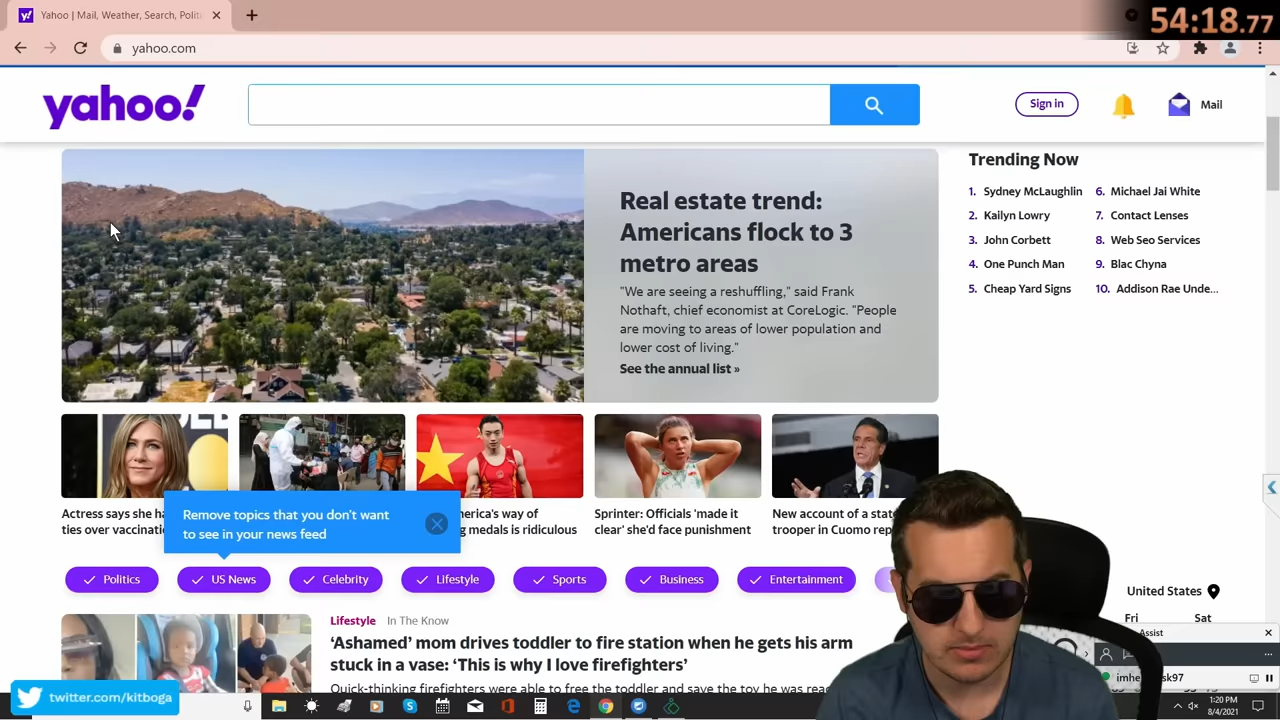 Yahoo | Mail, Weather, Search, Polit
54:18.77
yahoo.com
yahoo!
Sign in
Mail
Real estate trend:
Americans flock to 3
metro areas
"We are seeing a reshuffling," said Frank
Nothaft, chief economist at CoreLogic. "People
are moving to areas of lower population and
lower cost of living."
See the annual list »
Trending Now
1. Sydney McLaughlin
2. Kailyn Lowry
3. John Corbett
4. One Punch Man
5. Cheap Yard Signs
6. Michael Jai White
7. Contact Lenses
8. Web Seo Services
9. Blac Chyna
10. Addison Rae Unde...
Actress says she ha
ties over vaccinati
Remove topics that you don't want
to see in your news feed
erica's way of
g medals is ridiculous
Sprinter: Officials 'made it
clear' she'd face punishment
New account of a stat
trooper in Cuomo rep
Politics
US News
Celebrity
Lifestyle
Sports
Business
Entertainment
Lifestyle In The Know
‘Ashamed’ mom drives toddler to fire station when he gets his arm
stuck in a vase: ‘This is why I love firefighters’
Quick-thinking firefighters were able to free the toddler and save the toy he was rea
United States
Fri Sat
Assist
imhe
sk97
twitter.com/kitboga
1:20 PM
8/4/2021